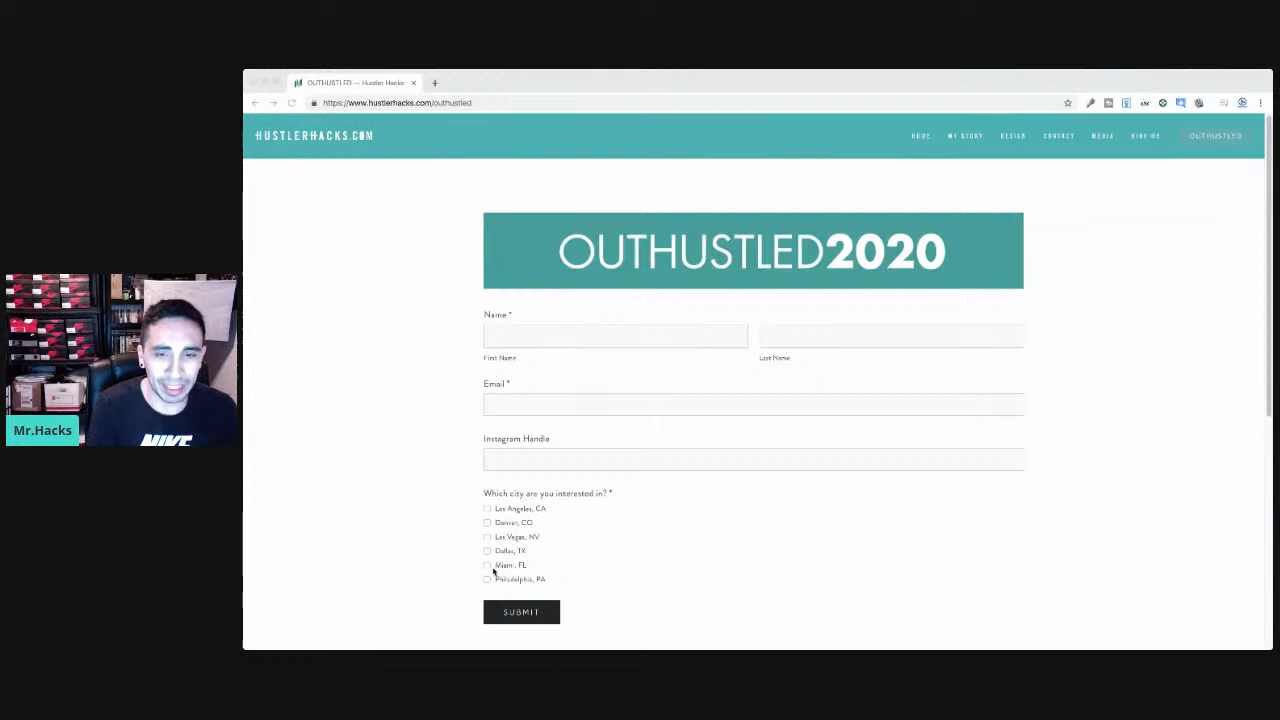 OUTHUSTLED — Hustler Hacks
https://www.hustlerhacks.com/outhustled
HUSTLERHACKS.COM
HOME MY STORY DESIGN CONTACT MEDIA HIRE ME OUTHUSTLED
OUTHUSTLED2020
Name *
First Name
Last Name
Email *
Instagram Handle
Which city are you interested in? *
Los Angeles, CA
Denver, CO
Las Vegas, NV
Dallas, TX
Miami, FL
Philadelphia, PA
SUBMIT
Mr.Hacks
NIKE